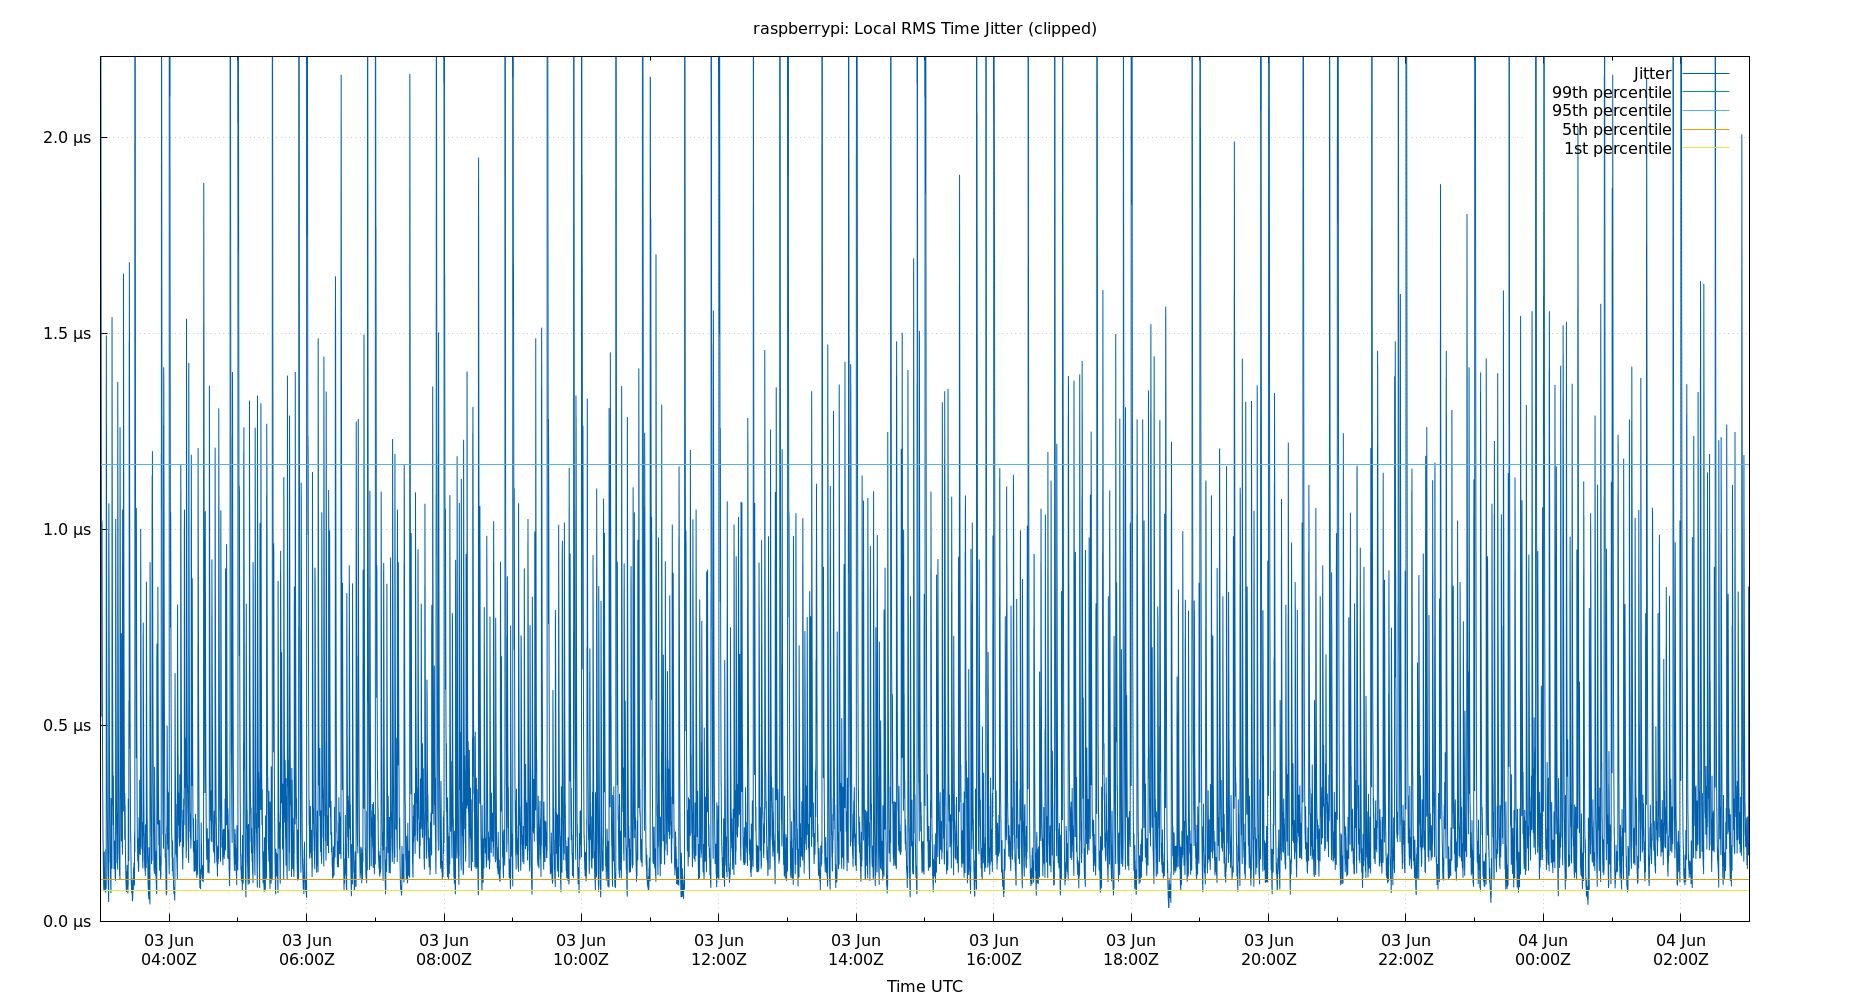 raspberrypi: Local RMS Time Jitter (clipped)
Jitter
99th percentile
95th percentile
5th percentile
1st percentile
2.0 µs
1.5 µs
1.0 µs
0.5 µs
0.0 µs
03 Jun 03 Jun 03 Jun 03 Jun 03 Jun 03 Jun 03 Jun 03 Jun 03 Jun 03 Jun 04 Jun 04 Jun
04:00Z 06:00Z 08:00Z 10:00Z 12:00Z 14:00Z 16:00Z 18:00Z 20:00Z 22:00Z 00:00Z 02:00Z
Time UTC